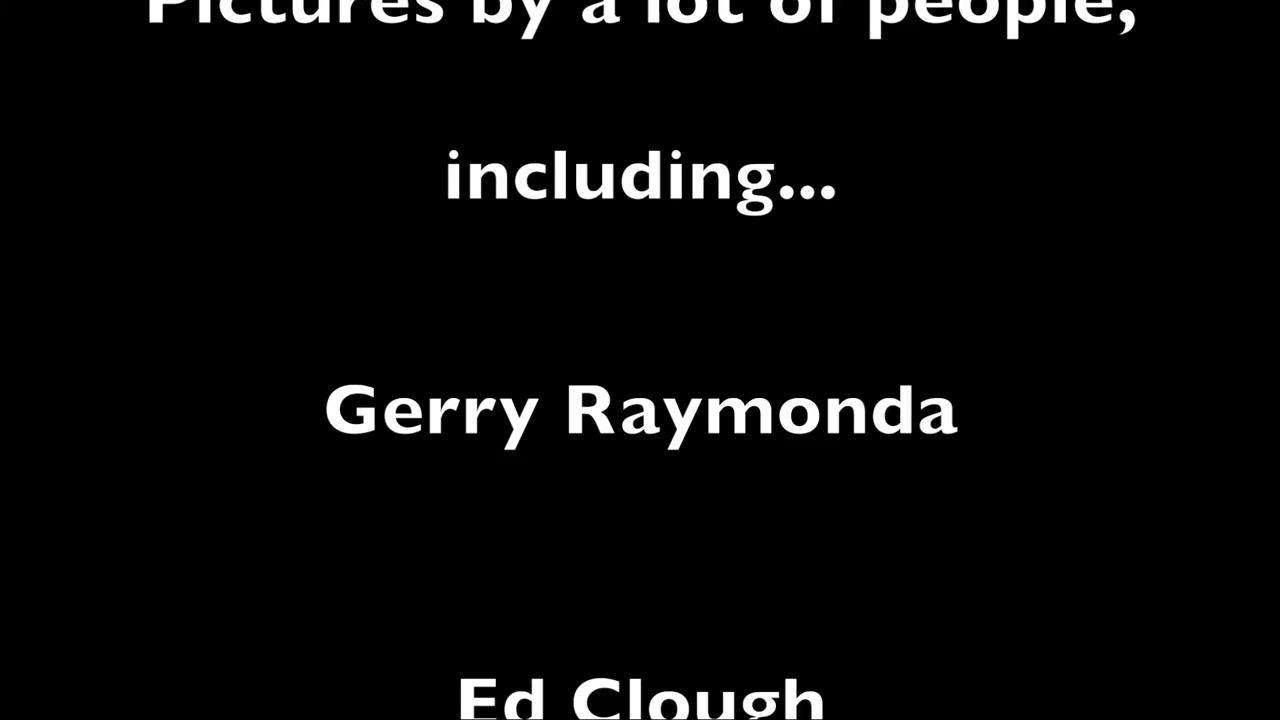 Pictures by a lot of people,
including...
Gerry Raymonda
Ed Clough